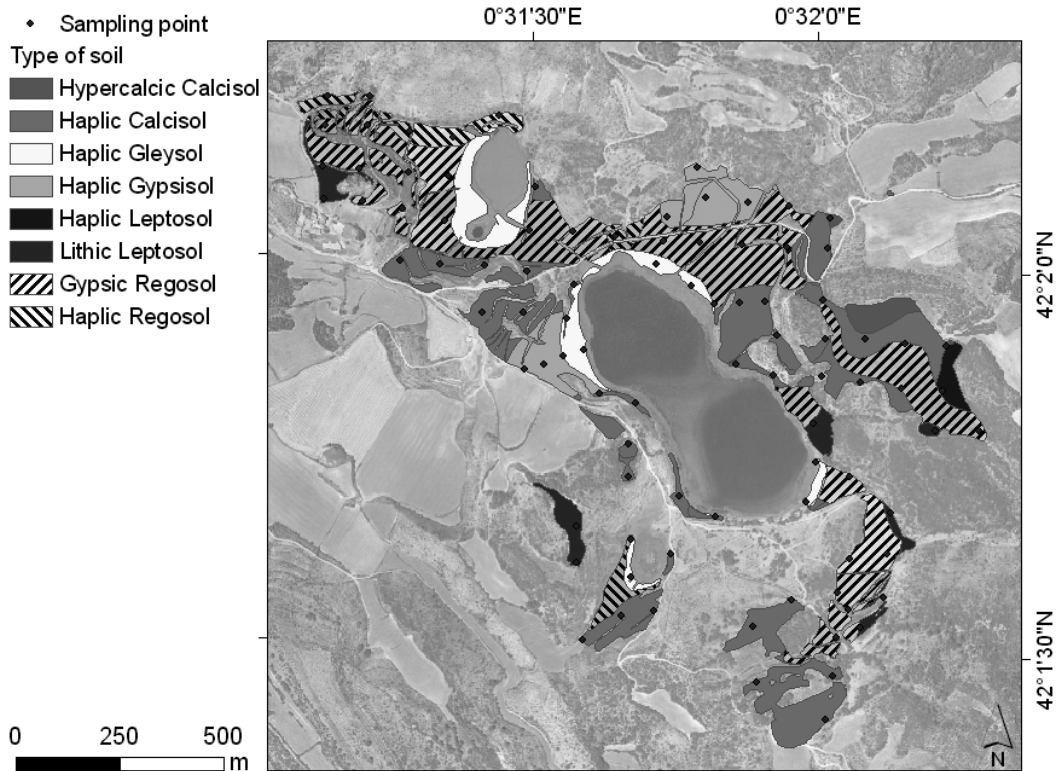 Sampling point
Type of soil
Hypercalcic Calcisol
Haplic Calcisol
Haplic Gleysol
Haplic Gypsisol
Haplic Leptosol
Lithic Leptosol
Gypsic Regosol
Haplic Regosol
0°31'30"E
0°32'0"E
42°2'0"N
42°1'30"N
0 250 500
m
N